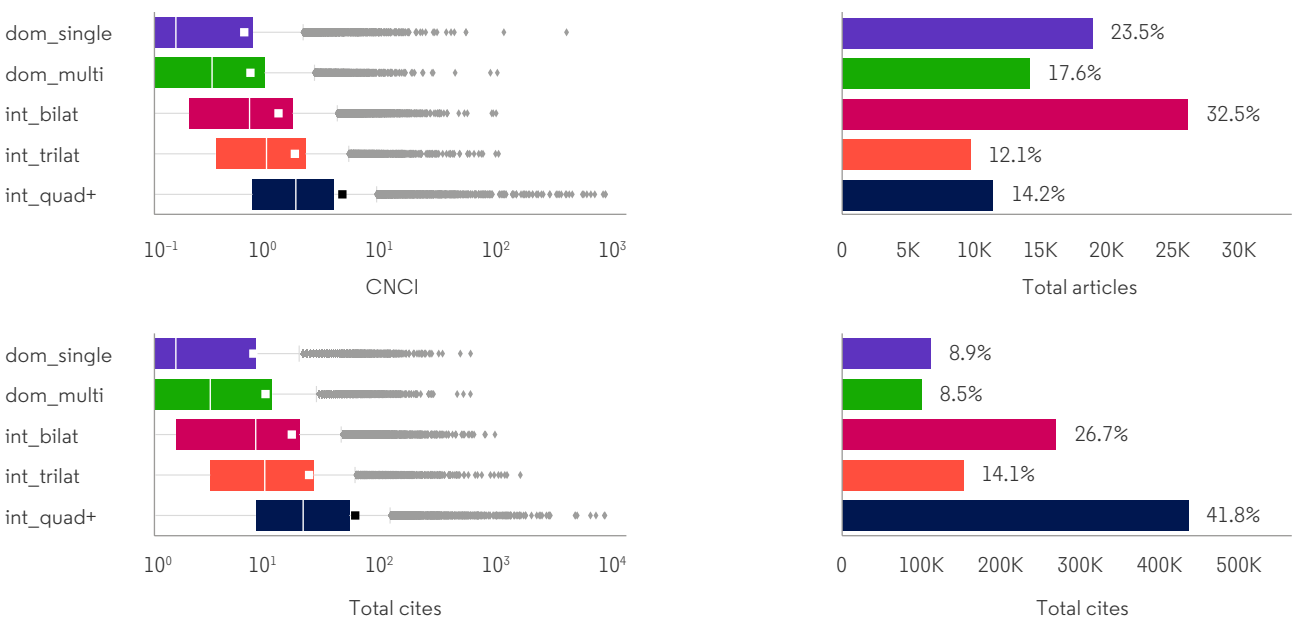 dom_single
dom_multi
int_bilat
int_trilat
int_quad+
10⁻¹ 10⁰ 10¹ 10² 10³
CNCI
23.5%
17.6%
32.5%
12.1%
14.2%
0 5K 10K 15K 20K 25K 30K
Total articles
dom_single
dom_multi
int_bilat
int_trilat
int_quad+
10⁰ 10¹ 10² 10³ 10⁴
Total cites
8.9%
8.5%
26.7%
14.1%
41.8%
0 100K 200K 300K 400K 500K
Total cites